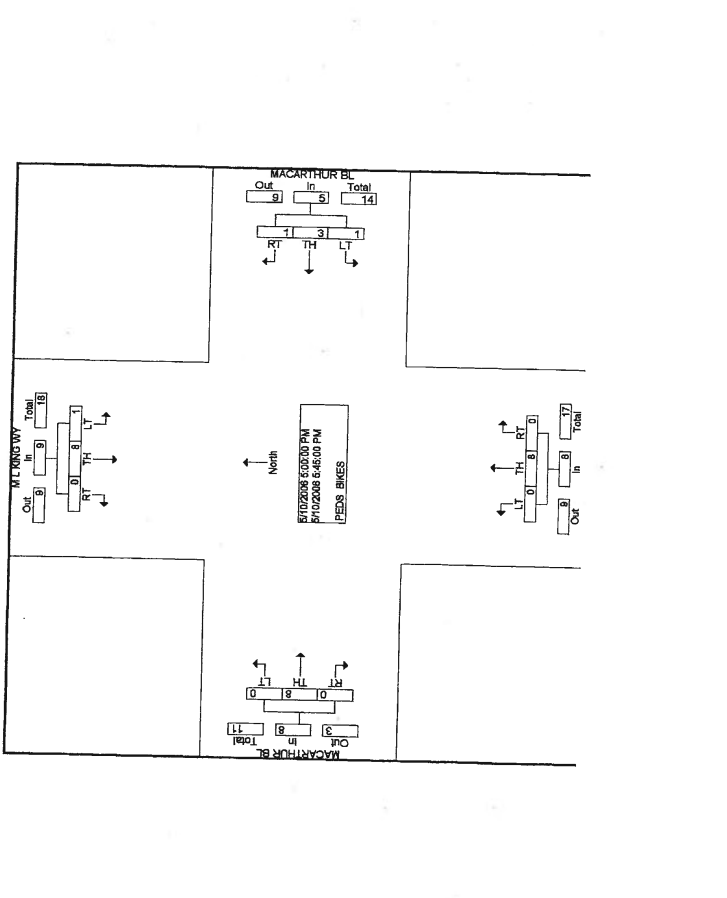 MACARTHUR BL
Out In Total
9 5 14
1 3 1
RT TH LT
M L KING WY
Out In Total
9 9 18
0 8 1
RT TH LT
North
5/10/2006 5:00:00 PM
5/10/2006 5:45:00 PM
PEDS BIKES
RT TH LT
0 8 0
17 8 9
Total In Out
LT TH RT
0 8 0
11 8 3
Total In Out
MACARTHUR BL